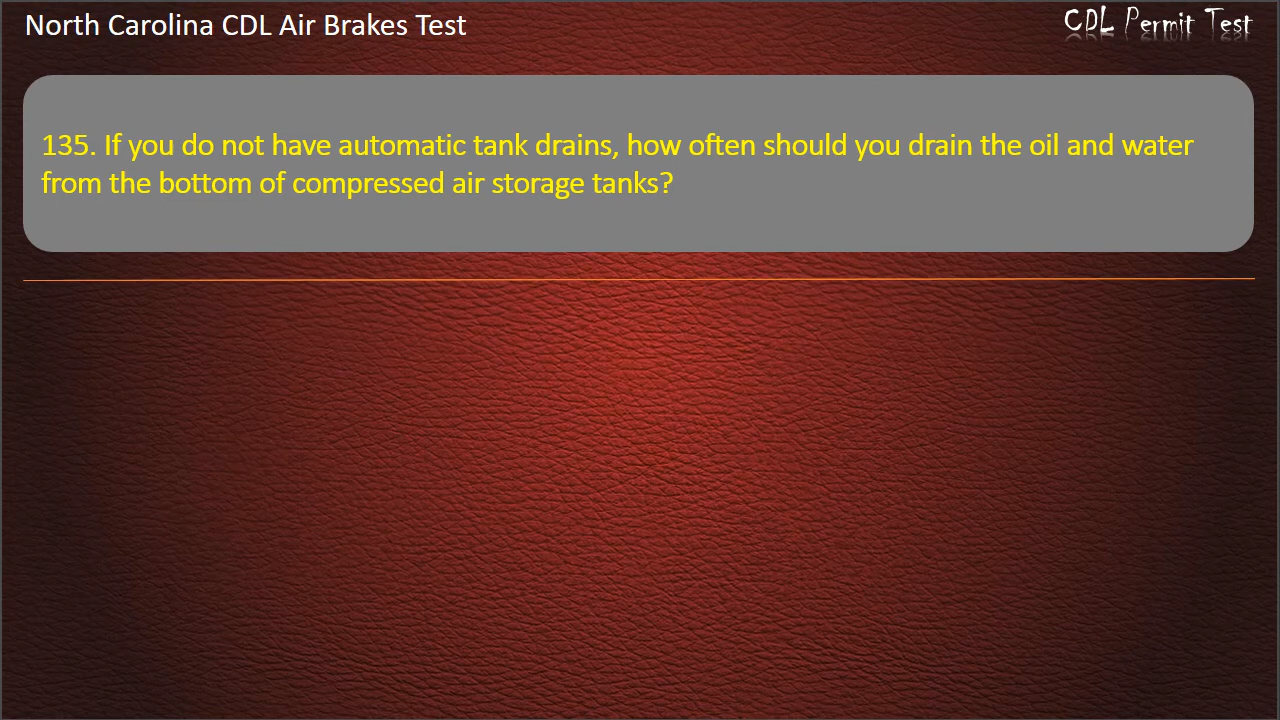 North Carolina CDL Air Brakes Test
CDL Permit Test
135. If you do not have automatic tank drains, how often should you drain the oil and water
from the bottom of compressed air storage tanks?